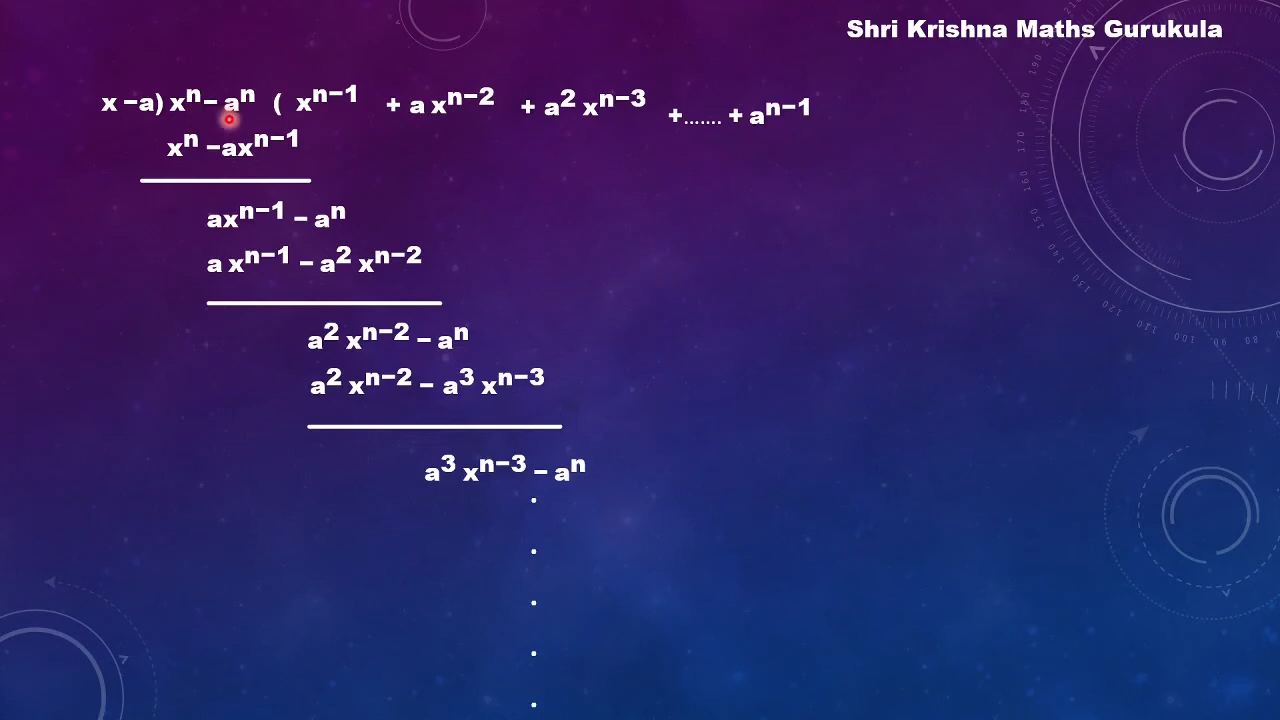 Shri Krishna Maths Gurukula
x –a) xⁿ– aⁿ ( xⁿ⁻¹ + a xⁿ⁻² + a² xⁿ⁻³ +....... + aⁿ⁻¹
xⁿ –axⁿ⁻¹
axⁿ⁻¹ – aⁿ
a xⁿ⁻¹ – a² xⁿ⁻²
a² xⁿ⁻² – aⁿ
a² xⁿ⁻² – a³ xⁿ⁻³
a³ xⁿ⁻³ – aⁿ
.
.
.
.
.